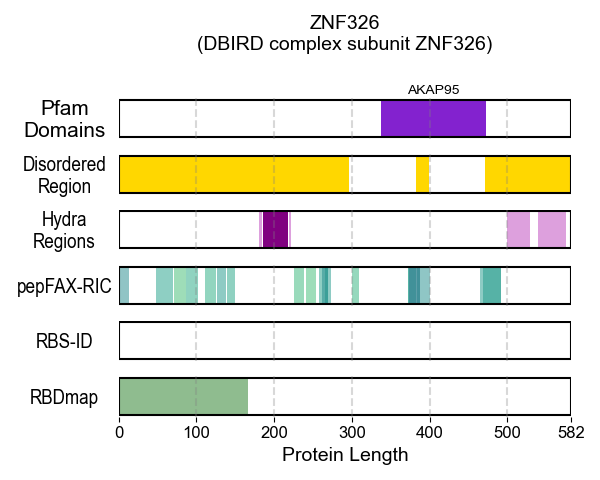 ZNF326
(DBIRD complex subunit ZNF326)
AKAP95
Pfam
Domains
Disordered
Region
Hydra
Regions
pepFAX-RIC
RBS-ID
RBDmap
0 100 200 300 400 500 582
Protein Length